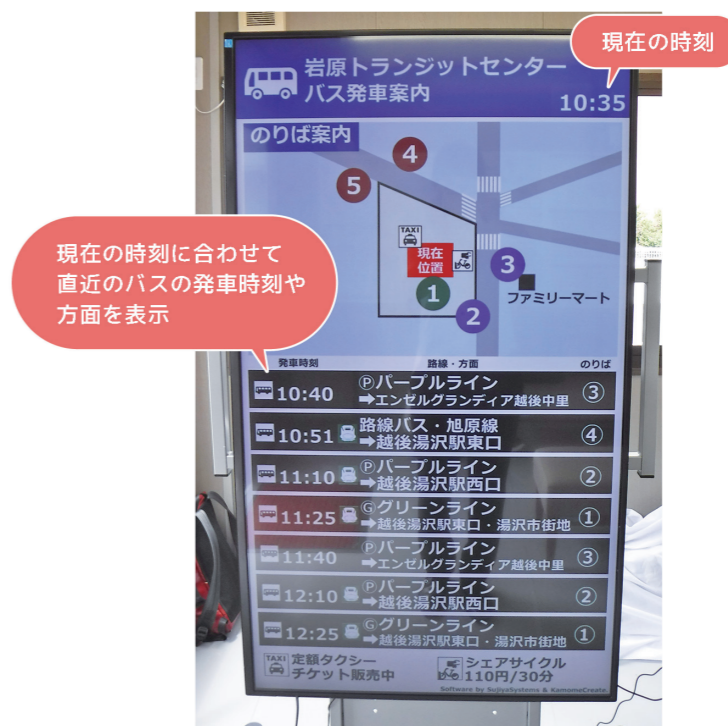 現在の時刻
岩原トランジットセンター
バス発車案内
10:35
のりば案内
4
5
TAXI
現在
位置
3
1
ファミリーマート
2
現在の時刻に合わせて
直近のバスの発車時刻や
方面を表示
発車時刻 路線・方面 のりば
10:40 Ⓟパープルライン
➡エンゼルグランディア越後中里 ③
10:51 路線バス・旭原線
➡越後湯沢駅東口 ④
11:10 Ⓟパープルライン
➡越後湯沢駅西口 ②
11:25 Ⓖグリーンライン
➡越後湯沢駅東口・湯沢市街地 ①
11:40 Ⓟパープルライン
➡エンゼルグランディア越後中里 ③
12:10 Ⓟパープルライン
➡越後湯沢駅西口 ②
12:25 Ⓖグリーンライン
➡越後湯沢駅東口・湯沢市街地 ①
TAXI 定額タクシー
チケット販売中
シェアサイクル
110円/30分
Software by SujiyaSystems & KamomeCreate.